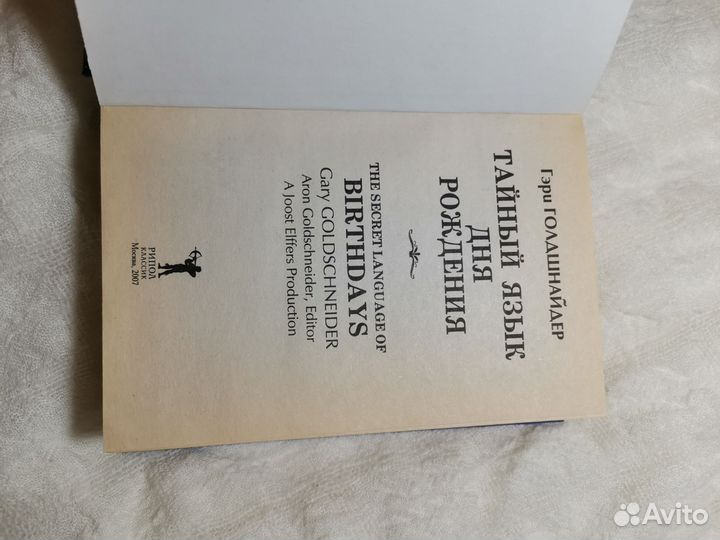 Гэри ГОЛДШНАЙДЕР
ТАЙНЫЙ ЯЗЫК
ДНЯ
РОЖДЕНИЯ
THE SECRET LANGUAGE OF
BIRTHDAYS
Gary GOLDSCHNEIDER
Aron Goldschneider, Editor
A Joost Elffers Production
РИПОЛ
КЛАССИК
Москва, 2007
Avito